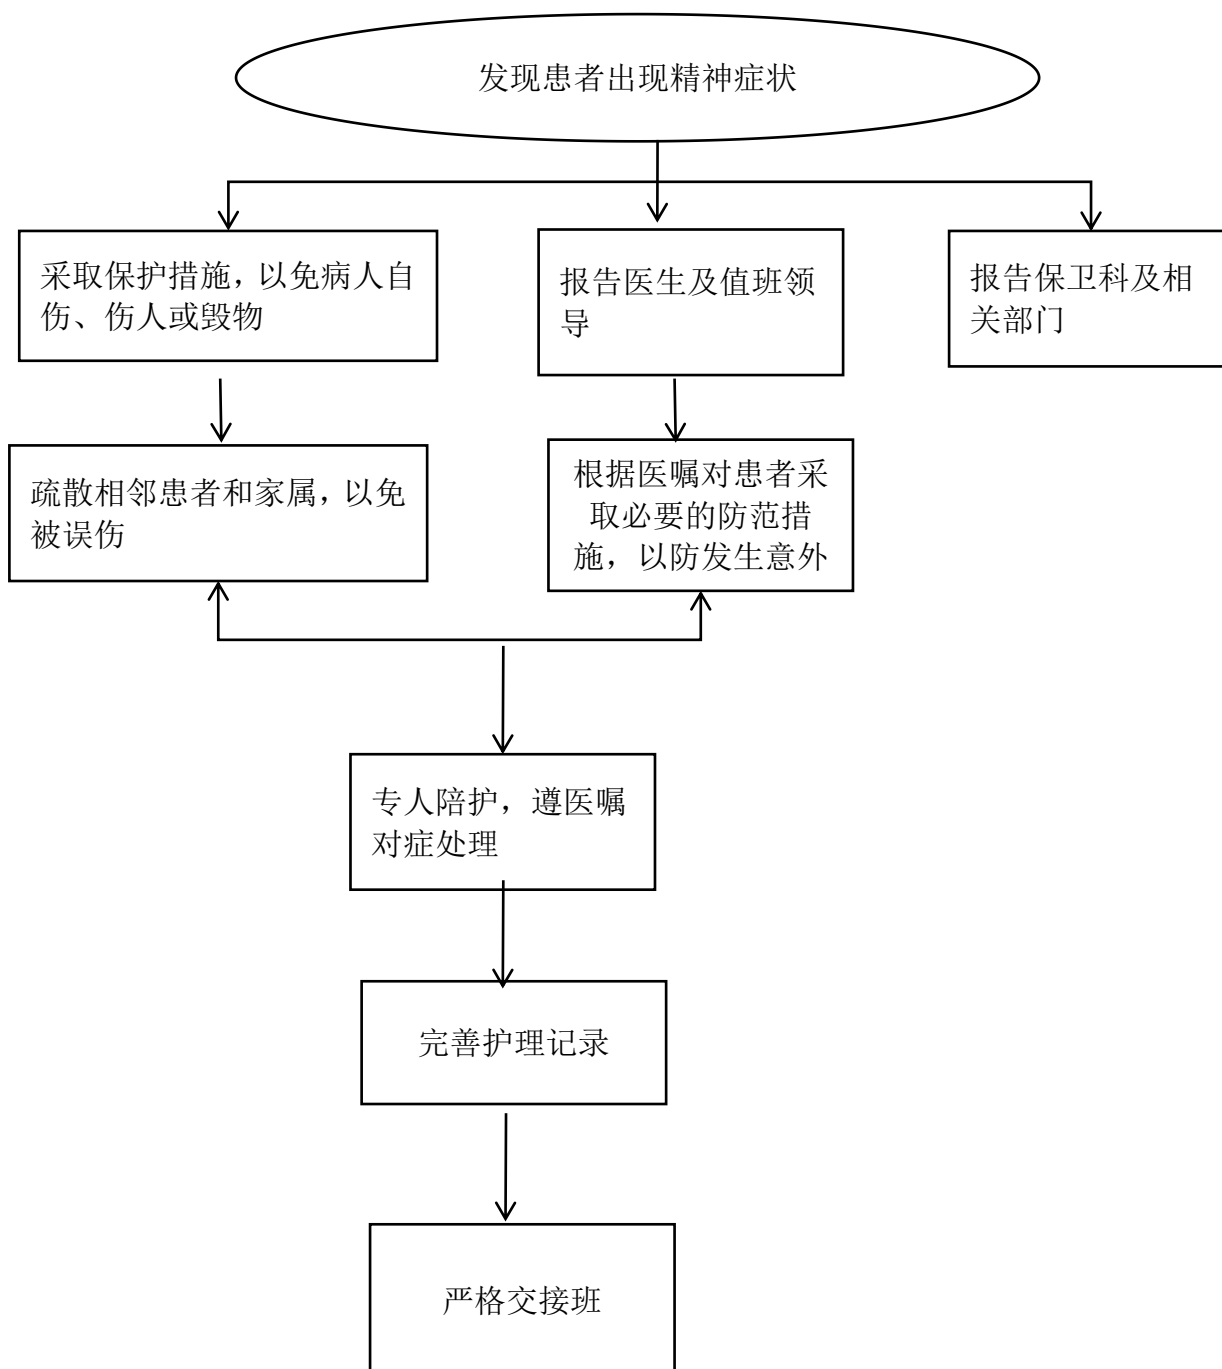 发现患者出现精神症状
采取保护措施，以免病人自
伤、伤人或毁物
报告医生及值班领
导
报告保卫科及相
关部门
疏散相邻患者和家属，以免
被误伤
根据医嘱对患者采
取必要的防范措
施，以防发生意外
专人陪护，遵医嘱
对症处理
完善护理记录
严格交接班